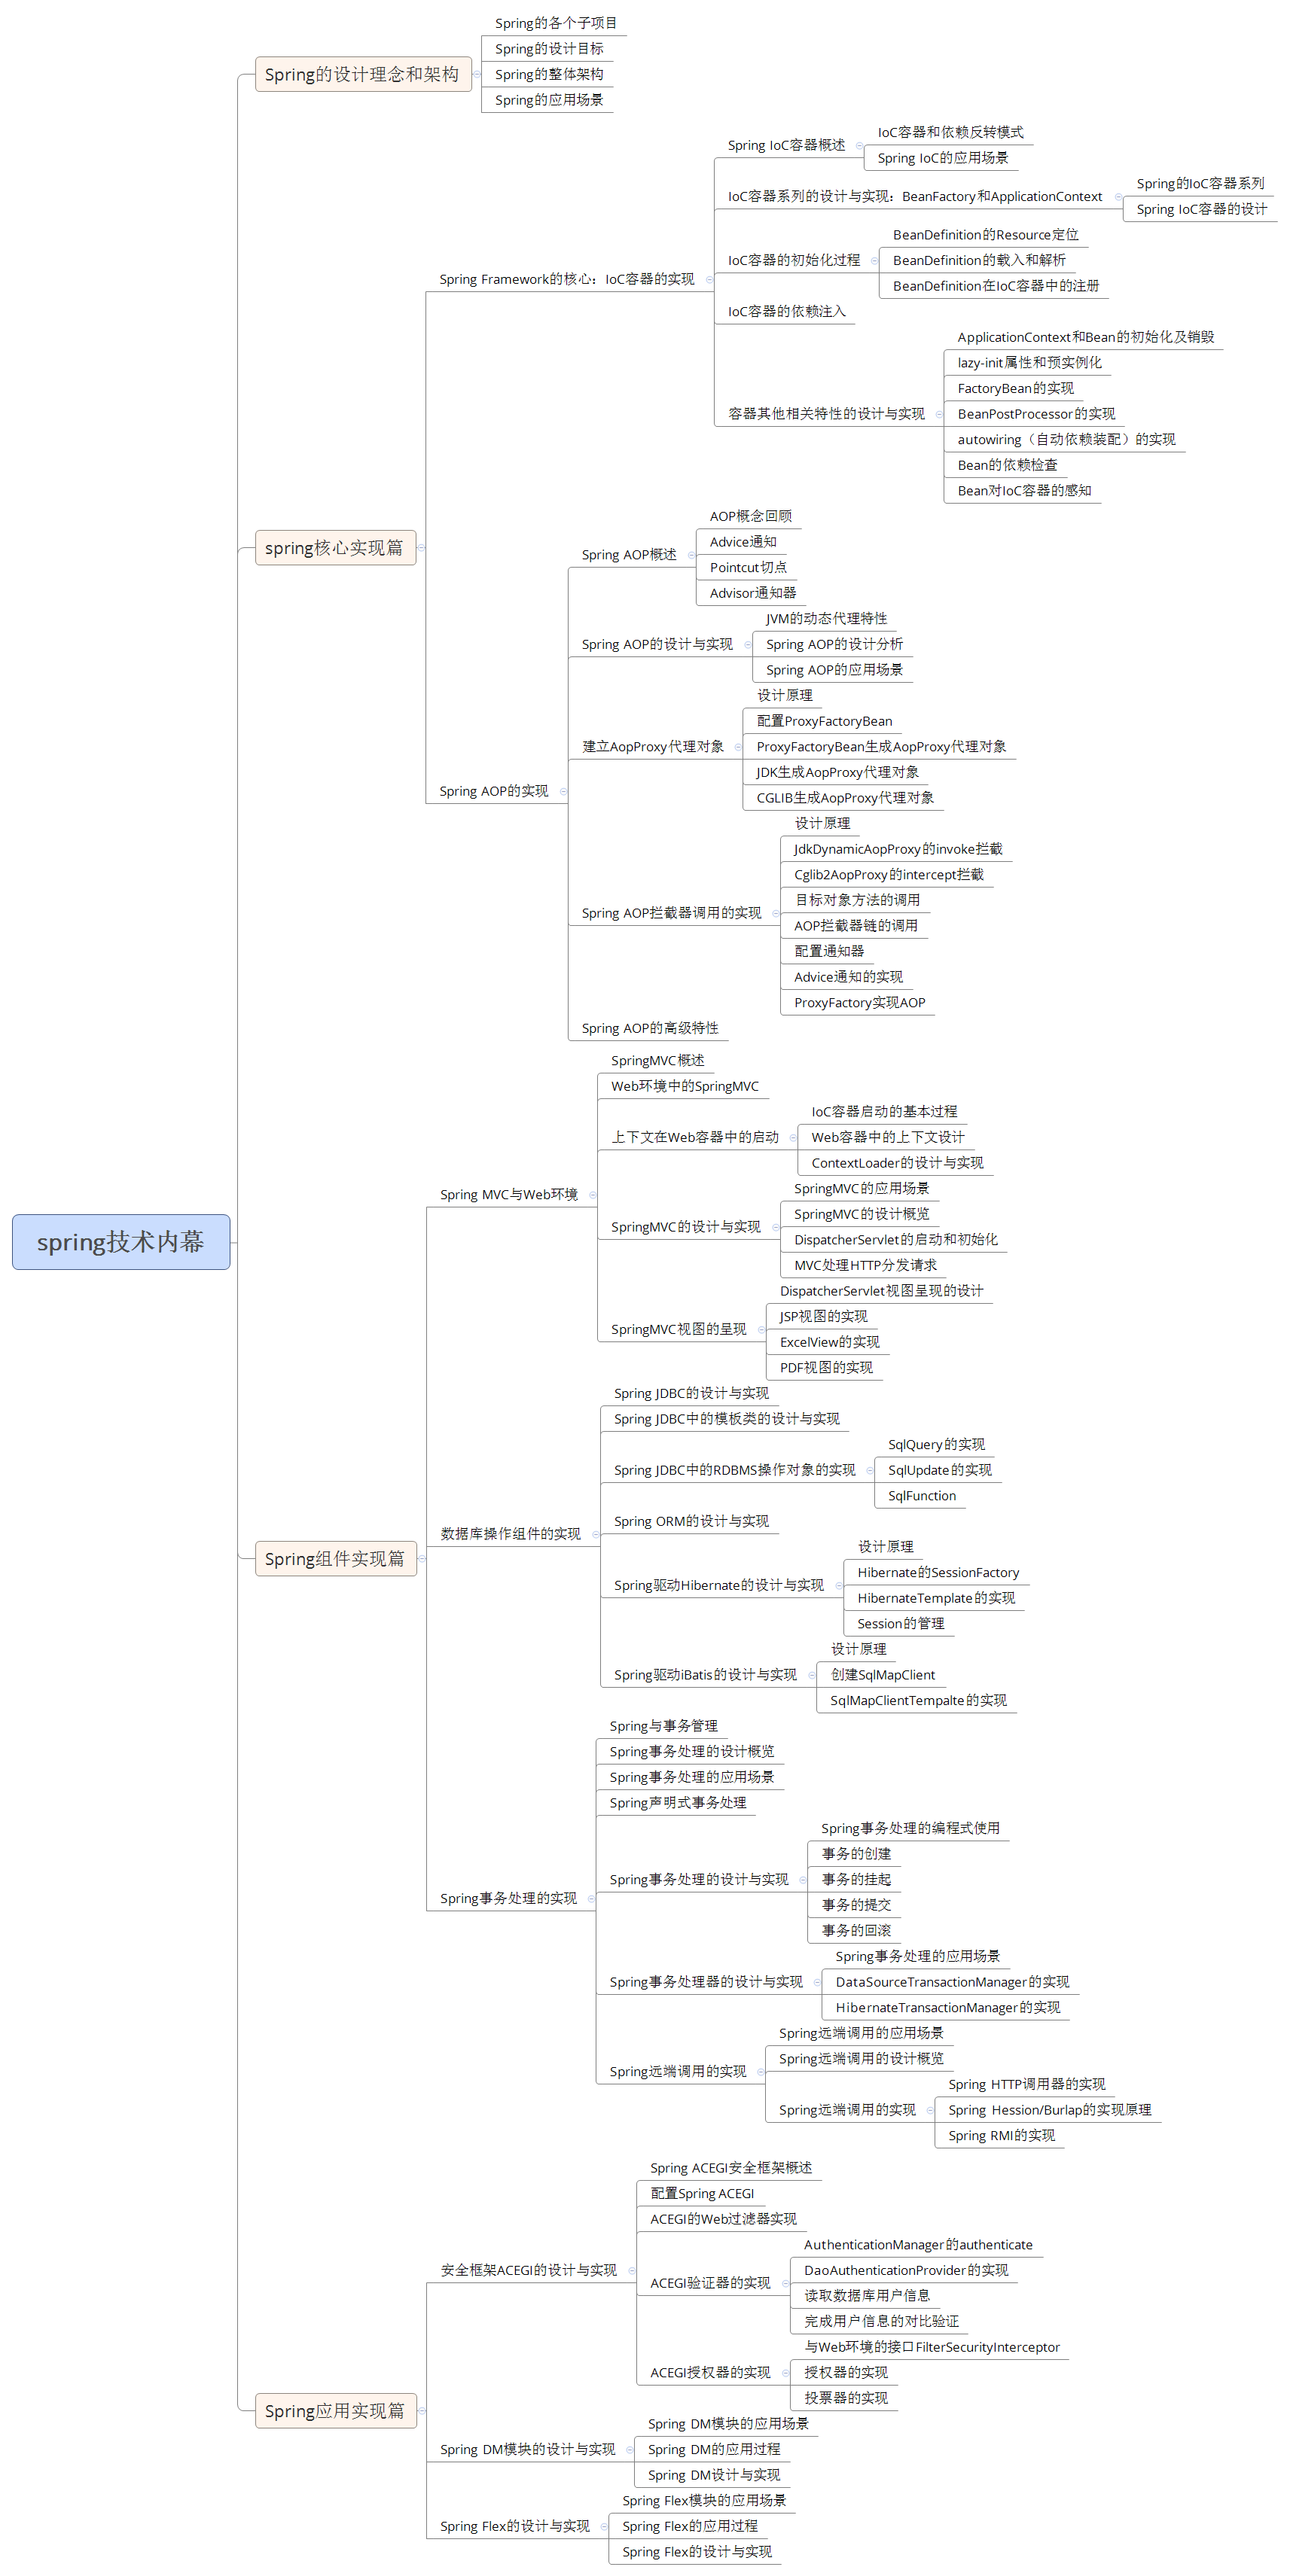 spring技术内幕
Spring的设计理念和架构
Spring的各个子项目
Spring的设计目标
Spring的整体架构
Spring的应用场景
spring核心实现篇
Spring Framework的核心：IoC容器的实现
Spring IoC容器概述
IoC容器和依赖反转模式
Spring IoC的应用场景
IoC容器系列的设计与实现：BeanFactory和ApplicationContext
Spring的IoC容器系列
Spring IoC容器的设计
IoC容器的初始化过程
BeanDefinition的Resource定位
BeanDefinition的载入和解析
BeanDefinition在IoC容器中的注册
IoC容器的依赖注入
容器其他相关特性的设计与实现
ApplicationContext和Bean的初始化及销毁
lazy-init属性和预实例化
FactoryBean的实现
BeanPostProcessor的实现
autowiring（自动依赖装配）的实现
Bean的依赖检查
Bean对IoC容器的感知
Spring AOP的实现
Spring AOP概述
AOP概念回顾
Advice通知
Pointcut切点
Advisor通知器
Spring AOP的设计与实现
JVM的动态代理特性
Spring AOP的设计分析
Spring AOP的应用场景
建立AopProxy代理对象
设计原理
配置ProxyFactoryBean
ProxyFactoryBean生成AopProxy代理对象
JDK生成AopProxy代理对象
CGLIB生成AopProxy代理对象
Spring AOP拦截器调用的实现
设计原理
JdkDynamicAopProxy的invoke拦截
Cglib2AopProxy的intercept拦截
目标对象方法的调用
AOP拦截器链的调用
配置通知器
Advice通知的实现
ProxyFactory实现AOP
Spring AOP的高级特性
Spring组件实现篇
Spring MVC与Web环境
SpringMVC概述
Web环境中的SpringMVC
上下文在Web容器中的启动
IoC容器启动的基本过程
Web容器中的上下文设计
ContextLoader的设计与实现
SpringMVC的设计与实现
SpringMVC的应用场景
SpringMVC的设计概览
DispatcherServlet的启动和初始化
MVC处理HTTP分发请求
SpringMVC视图的呈现
DispatcherServlet视图呈现的设计
JSP视图的实现
ExcelView的实现
PDF视图的实现
数据库操作组件的实现
Spring JDBC的设计与实现
Spring JDBC中的模板类的设计与实现
Spring JDBC中的RDBMS操作对象的实现
SqlQuery的实现
SqlUpdate的实现
SqlFunction
Spring ORM的设计与实现
Spring驱动Hibernate的设计与实现
设计原理
Hibernate的SessionFactory
HibernateTemplate的实现
Session的管理
Spring驱动iBatis的设计与实现
设计原理
创建SqlMapClient
SqlMapClientTempalte的实现
Spring事务处理的实现
Spring与事务管理
Spring事务处理的设计概览
Spring事务处理的应用场景
Spring声明式事务处理
Spring事务处理的设计与实现
Spring事务处理的编程式使用
事务的创建
事务的挂起
事务的提交
事务的回滚
Spring事务处理器的设计与实现
Spring事务处理的应用场景
DataSourceTransactionManager的实现
HibernateTransactionManager的实现
Spring远端调用的实现
Spring远端调用的应用场景
Spring远端调用的设计概览
Spring远端调用的实现
Spring HTTP调用器的实现
Spring Hession/Burlap的实现原理
Spring RMI的实现
Spring应用实现篇
安全框架ACEGI的设计与实现
Spring ACEGI安全框架概述
配置Spring ACEGI
ACEGI的Web过滤器实现
ACEGI验证器的实现
AuthenticationManager的authenticate
DaoAuthenticationProvider的实现
读取数据库用户信息
完成用户信息的对比验证
ACEGI授权器的实现
与Web环境的接口FilterSecurityInterceptor
授权器的实现
投票器的实现
Spring DM模块的设计与实现
Spring DM模块的应用场景
Spring DM的应用过程
Spring DM设计与实现
Spring Flex的设计与实现
Spring Flex模块的应用场景
Spring Flex的应用过程
Spring Flex的设计与实现